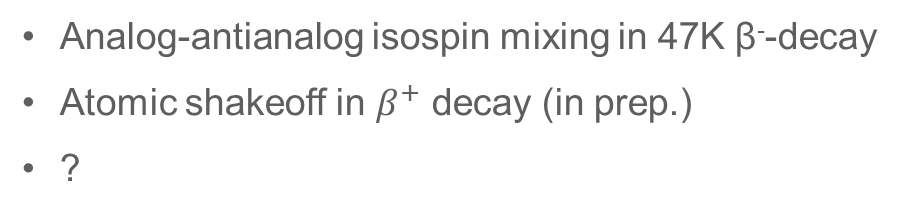 • Analog-antianalog isospin mixing in 47K β⁻-decay
• Atomic shakeoff in β⁺ decay (in prep.)
• ?